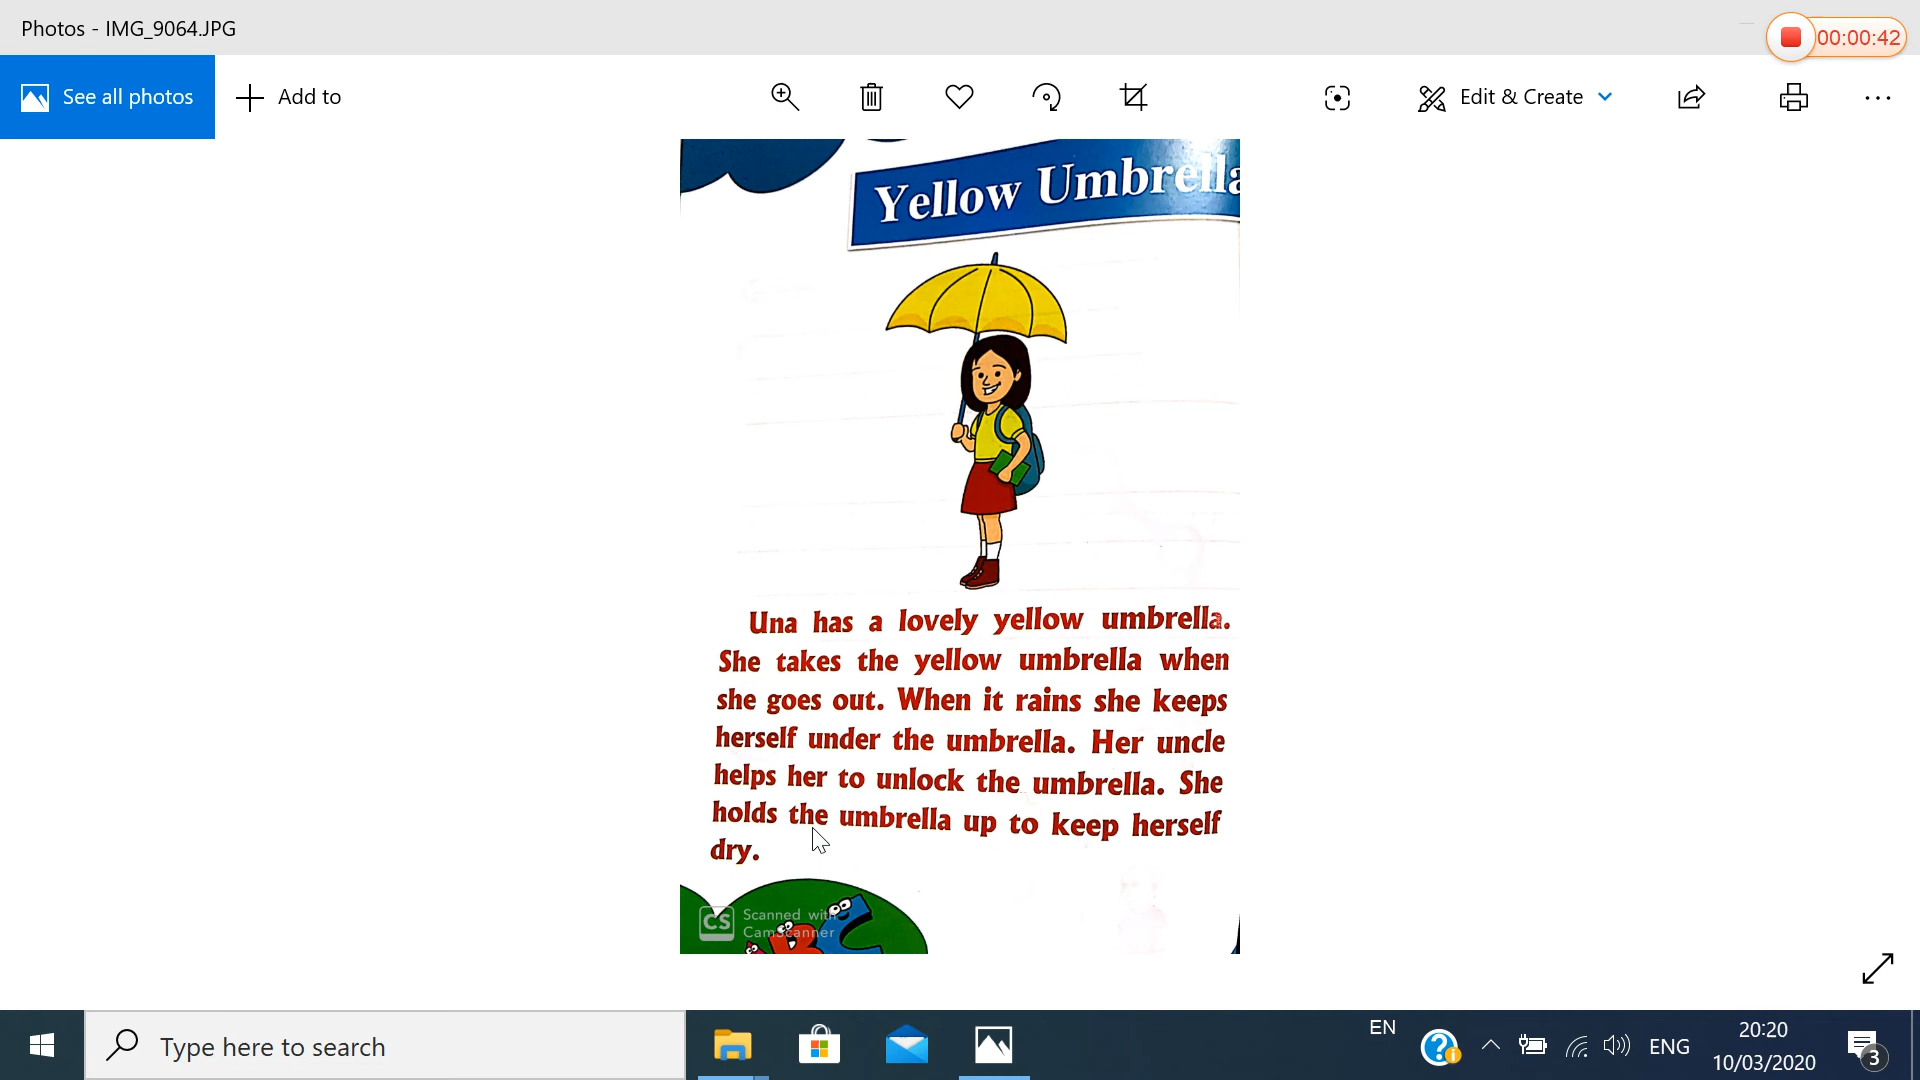 Photos - IMG_9064.JPG
00:00:42
See all photos
Add to
Edit & Create
Yellow Umbrella
Una has a lovely yellow umbrella.
She takes the yellow umbrella when
she goes out. When it rains she keeps
herself under the umbrella. Her uncle
helps her to unlock the umbrella. She
holds the umbrella up to keep herself
dry.
CS Scanned with
CamScanner
B C
Type here to search
EN
ENG
20:20
10/03/2020
3